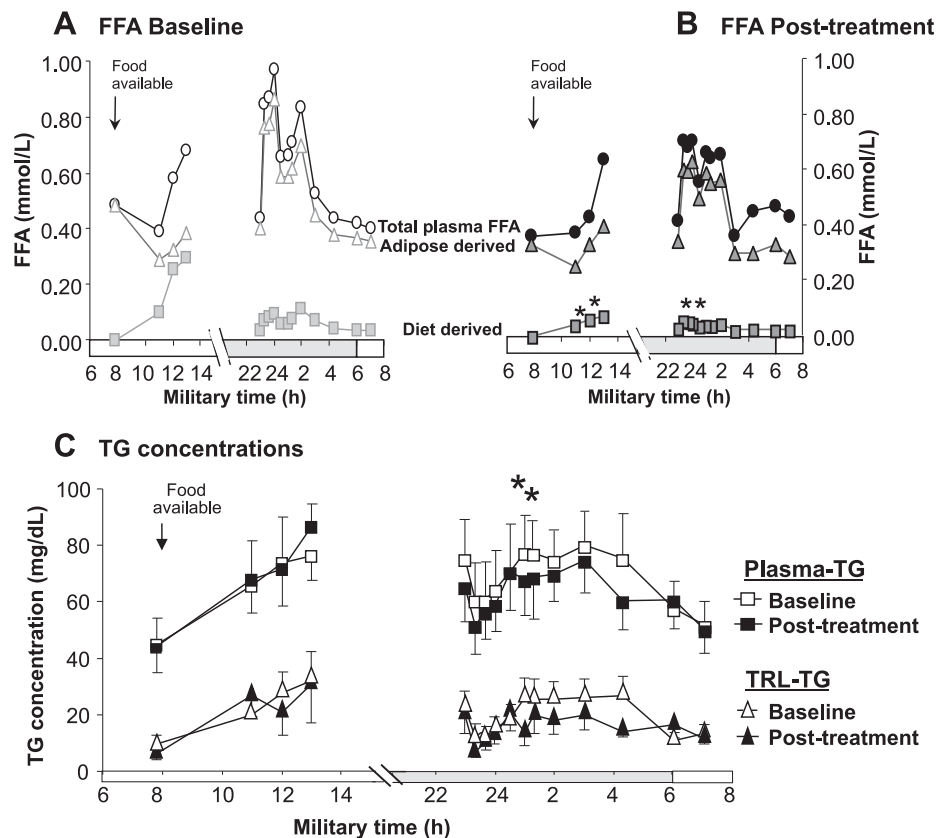 A FFA Baseline
B FFA Post-treatment
1.00
0.80
0.60
0.40
0.20
0.00
FFA (mmol/L)
Food
available
Total plasma FFA
Adipose derived
Diet derived
6 8 10 12 14 22 24 2 4 6 8
Military time (h)
Food
available
* *
* *
1.00
0.80
0.60
0.40
0.20
0.00
FFA (mmol/L)
6 8 10 12 14 22 24 2 4 6 8
Military time (h)
C TG concentrations
100
80
60
40
20
0
TG concentration (mg/dL)
Food
available
* *
Plasma-TG
Baseline
Post-treatment
TRL-TG
Baseline
Post-treatment
6 8 10 12 14 22 24 2 4 6 8
Military time (h)